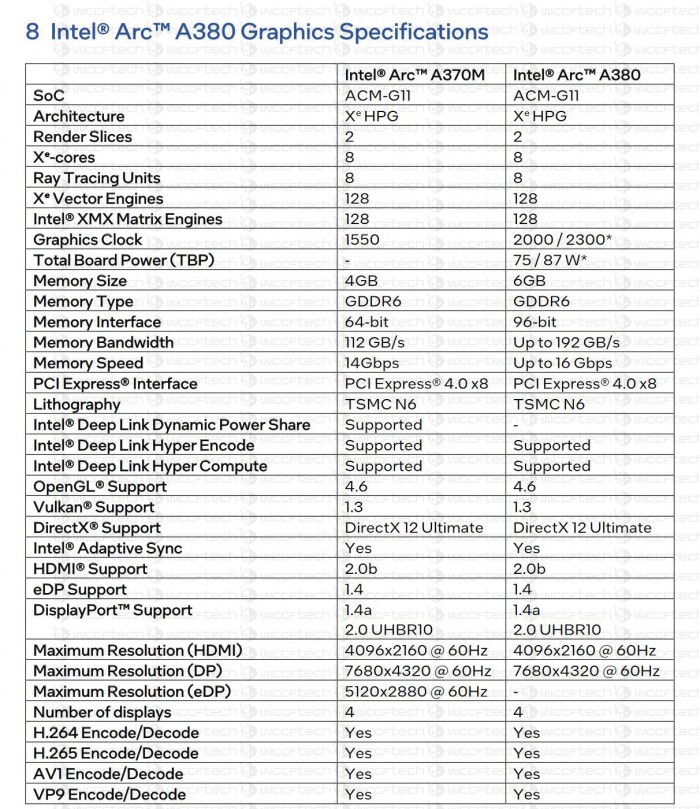 8 Intel® Arc™ A380 Graphics Specifications
Intel® Arc™ A370M Intel® Arc™ A380
SoC ACM-G11 ACM-G11
Architecture Xᵉ HPG Xᵉ HPG
Render Slices 2 2
Xᵉ-cores 8 8
Ray Tracing Units 8 8
Xᵉ Vector Engines 128 128
Intel® XMX Matrix Engines 128 128
Graphics Clock 1550 2000 / 2300*
Total Board Power (TBP) - 75 / 87 W*
Memory Size 4GB 6GB
Memory Type GDDR6 GDDR6
Memory Interface 64-bit 96-bit
Memory Bandwidth 112 GB/s Up to 192 GB/s
Memory Speed 14Gbps Up to 16 Gbps
PCI Express® Interface PCI Express® 4.0 x8 PCI Express® 4.0 x8
Lithography TSMC N6 TSMC N6
Intel® Deep Link Dynamic Power Share Supported -
Intel® Deep Link Hyper Encode Supported Supported
Intel® Deep Link Hyper Compute Supported Supported
OpenGL® Support 4.6 4.6
Vulkan® Support 1.3 1.3
DirectX® Support DirectX 12 Ultimate DirectX 12 Ultimate
Intel® Adaptive Sync Yes Yes
HDMI® Support 2.0b 2.0b
eDP Support 1.4 1.4
DisplayPort™ Support 1.4a 1.4a
2.0 UHBR10 2.0 UHBR10
Maximum Resolution (HDMI) 4096x2160 @ 60Hz 4096x2160 @ 60Hz
Maximum Resolution (DP) 7680x4320 @ 60Hz 7680x4320 @ 60Hz
Maximum Resolution (eDP) 5120x2880 @ 60Hz -
Number of displays 4 4
H.264 Encode/Decode Yes Yes
H.265 Encode/Decode Yes Yes
AV1 Encode/Decode Yes Yes
VP9 Encode/Decode Yes Yes
wccftech